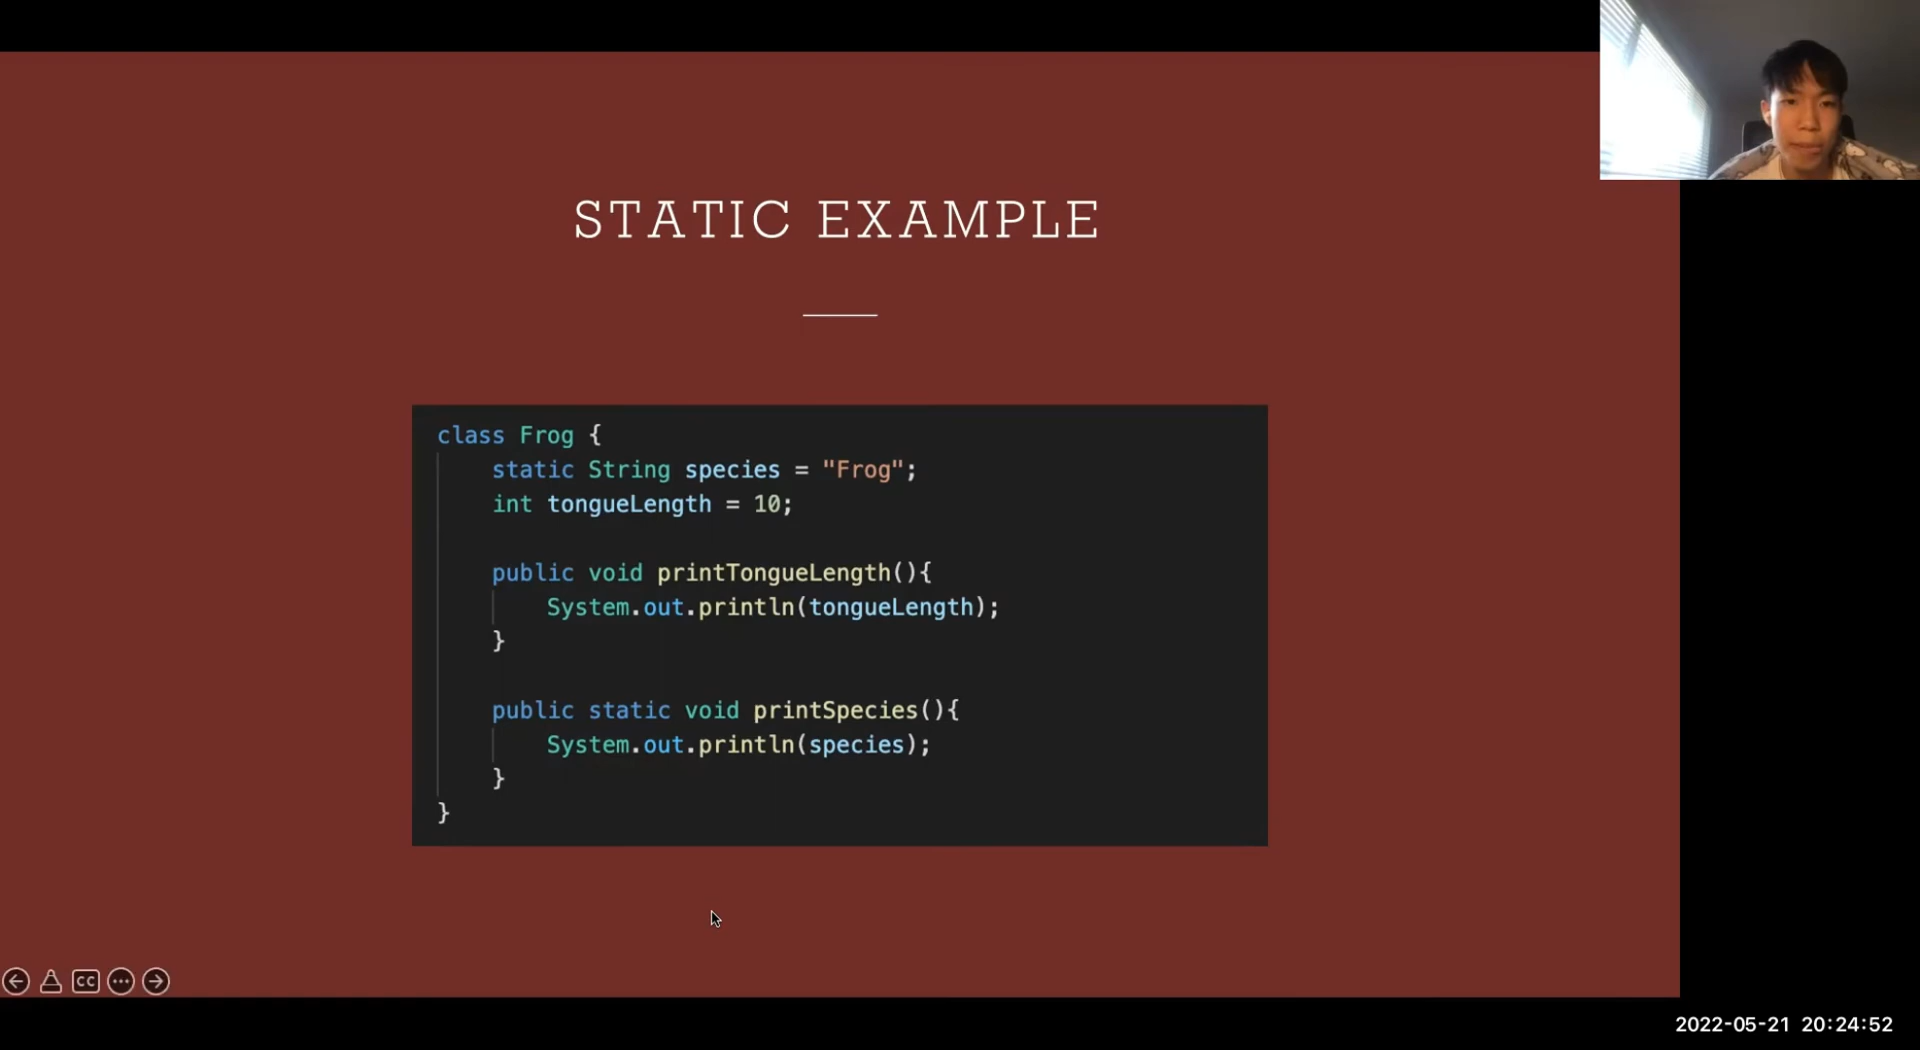 STATIC EXAMPLE
class Frog {
static String species = "Frog";
int tongueLength = 10;
public void printTongueLength(){
System.out.println(tongueLength);
}
public static void printSpecies(){
System.out.println(species);
}
}
CC
2022-05-21 20:24:52